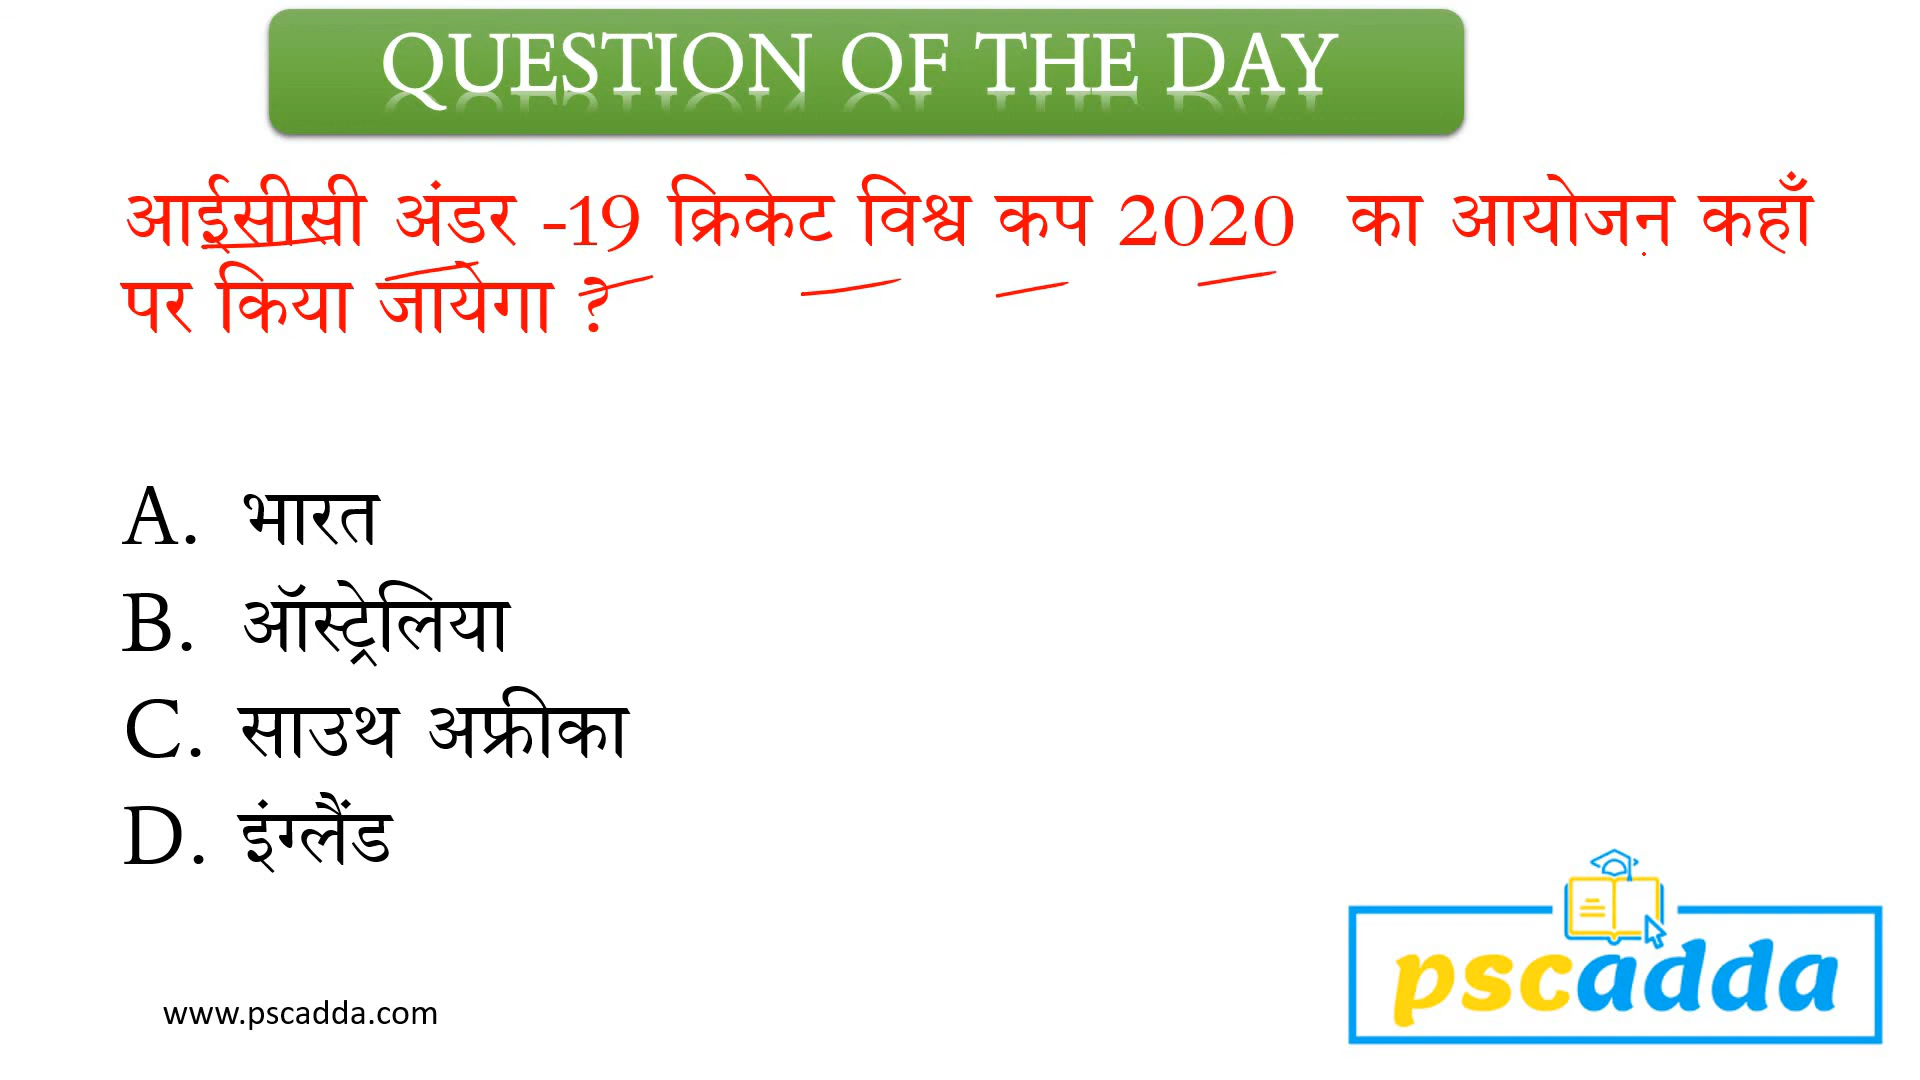 QUESTION OF THE DAY
आईसीसी अंडर -19 क्रिकेट विश्व कप 2020 का आयोजन कहाँ
पर किया जायेगा ?
A. भारत
B. ऑस्ट्रेलिया
C. साउथ अफ्रीका
D. इंग्लैंड
pscadda
www.pscadda.com